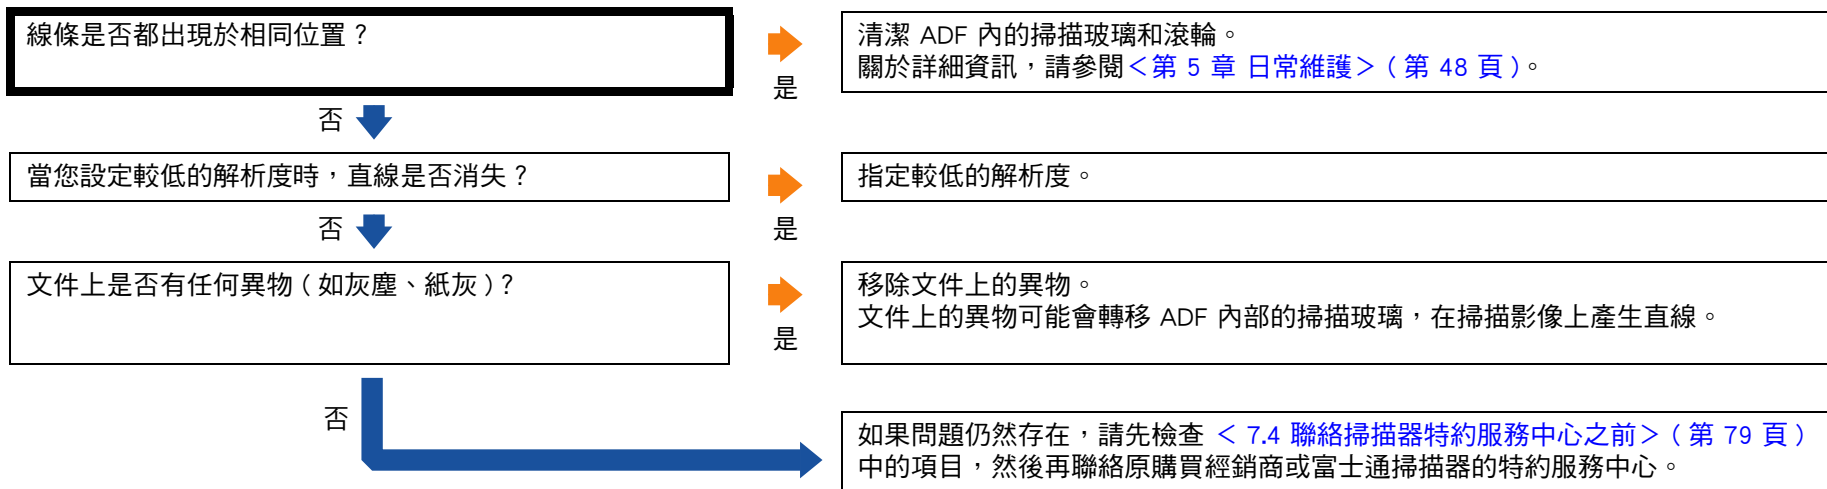 線條是否都出現於相同位置？
是
清潔 ADF 內的掃描玻璃和滾輪。
關於詳細資訊，請參閱＜第 5 章 日常維護＞ ( 第 48 頁 )。
否
當您設定較低的解析度時，直線是否消失？
是
指定較低的解析度。
否
文件上是否有任何異物 ( 如灰塵、紙灰 )？
是
移除文件上的異物。
文件上的異物可能會轉移 ADF 內部的掃描玻璃，在掃描影像上產生直線。
否
如果問題仍然存在，請先檢查 ＜ 7.4 聯絡掃描器特約服務中心之前＞ ( 第 79 頁 )
中的項目，然後再聯絡原購買經銷商或富士通掃描器的特約服務中心。